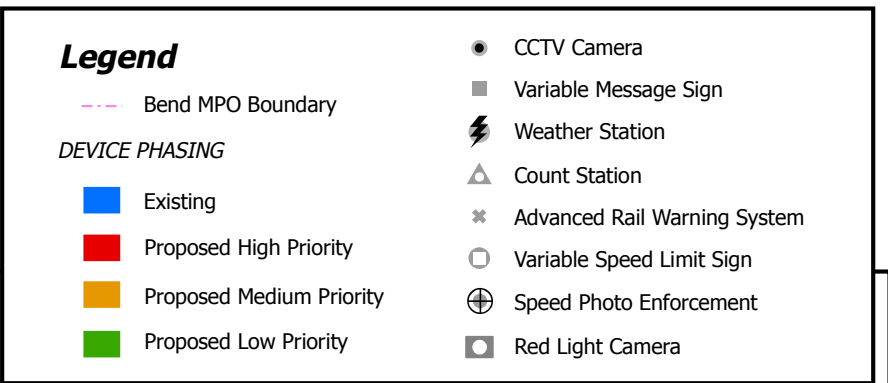 Legend
Bend MPO Boundary
DEVICE PHASING
Existing
Proposed High Priority
Proposed Medium Priority
Proposed Low Priority
CCTV Camera
Variable Message Sign
Weather Station
Count Station
Advanced Rail Warning System
Variable Speed Limit Sign
Speed Photo Enforcement
Red Light Camera